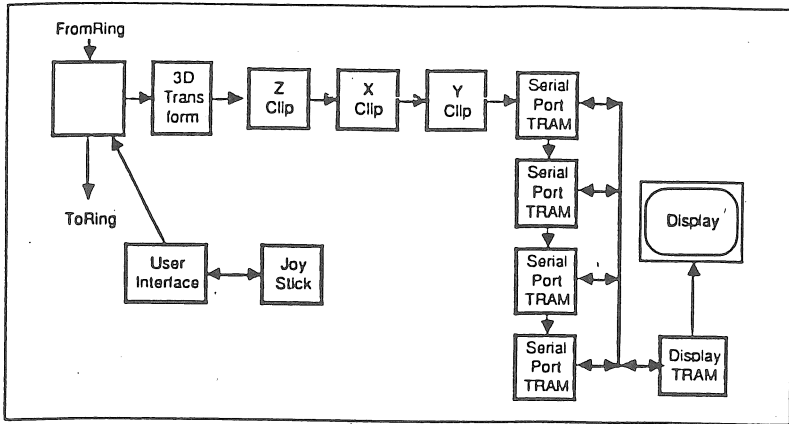 FromRing
3D
Trans
form
Z
Clip
X
Clip
Y
Clip
Serial
Port
TRAM
Serial
Port
TRAM
Display
ToRing
User
Interface
Joy
Stick
Serial
Port
TRAM
Serial
Port
TRAM
Display
TRAM